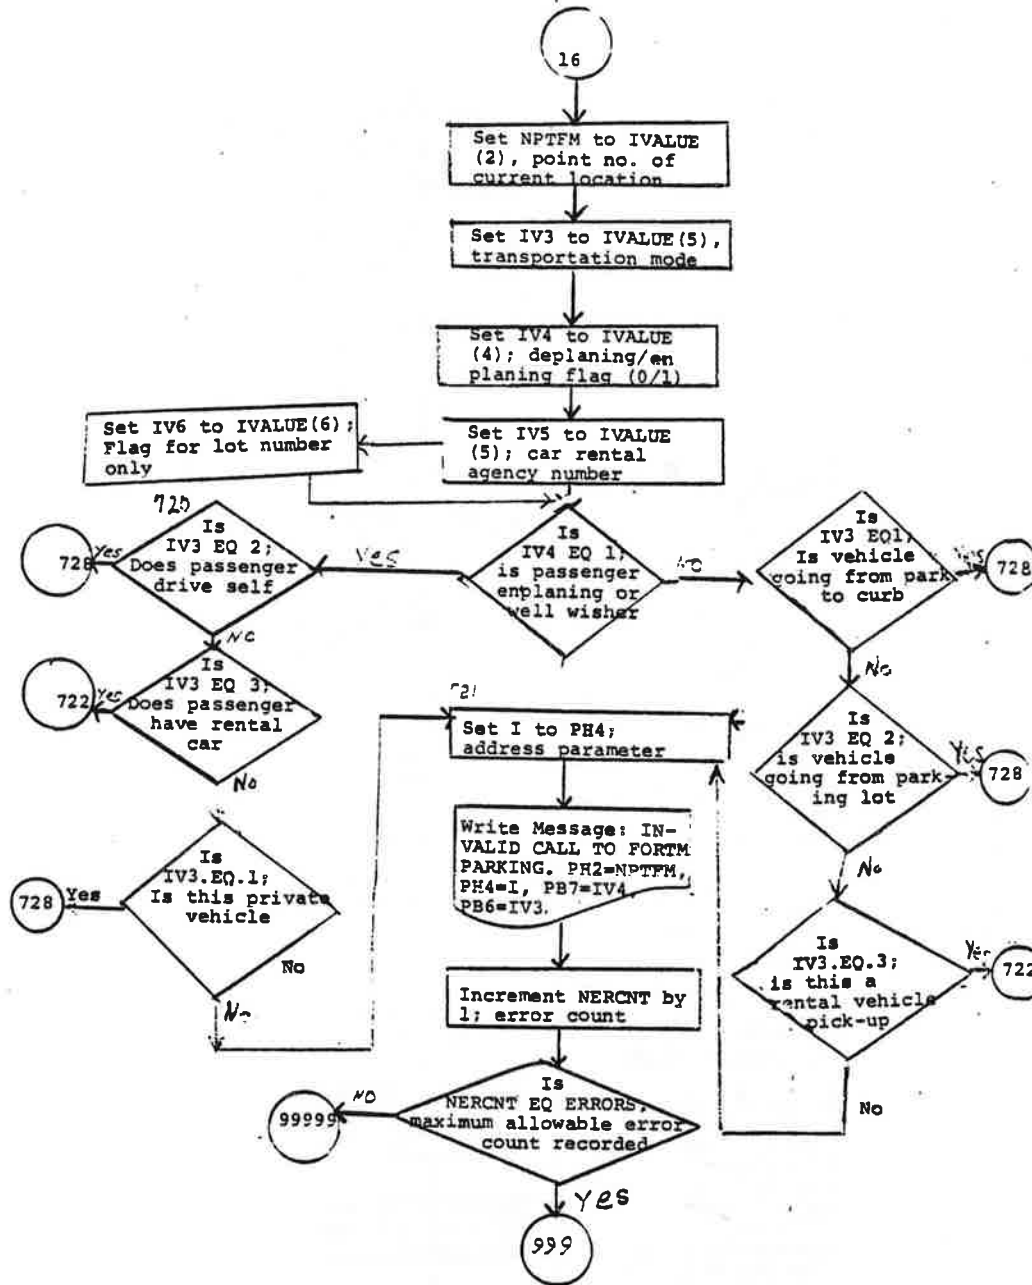 16
Set NPTFM to IVALUE
(2), point no. of
current location
Set IV3 to IVALUE(5),
transportation mode
Set IV4 to IVALUE
(4); deplaning/en
planing flag (0/1)
Set IV5 to IVALUE
(5); car rental
agency number
Set IV6 to IVALUE(6);
Flag for lot number
only
725
Is
IV3 EQ 2;
Does passenger
drive self
Yes
728
Yes
Is
IV4 EQ 1;
is passenger
enplaning or
well wisher
NO
Is
IV3 EQ1,
Is vehicle
going from park
to curb
Yes
728
NO
Is
IV3 EQ 3;
Does passenger
have rental
car
Yes
722
No
No
Is
IV3 EQ 2;
is vehicle
going from park-
ing lot
Yes
728
721
Set I to PH4;
address parameter
Write Message: IN-
VALID CALL TO FORTM
PARKING. PH2=NPTFM,
PH4=I, PB7=IV4,
PB6=IV3.
Is
IV3.EQ.1;
Is this private
vehicle
Yes
728
No
No
No
Is
IV3.EQ.3;
is this a
rental vehicle
pick-up
Yes
722
No
Increment NERCNT by
1; error count
Is
NERCNT EQ ERRORS,
maximum allowable error
count recorded
NO
99999
Yes
999